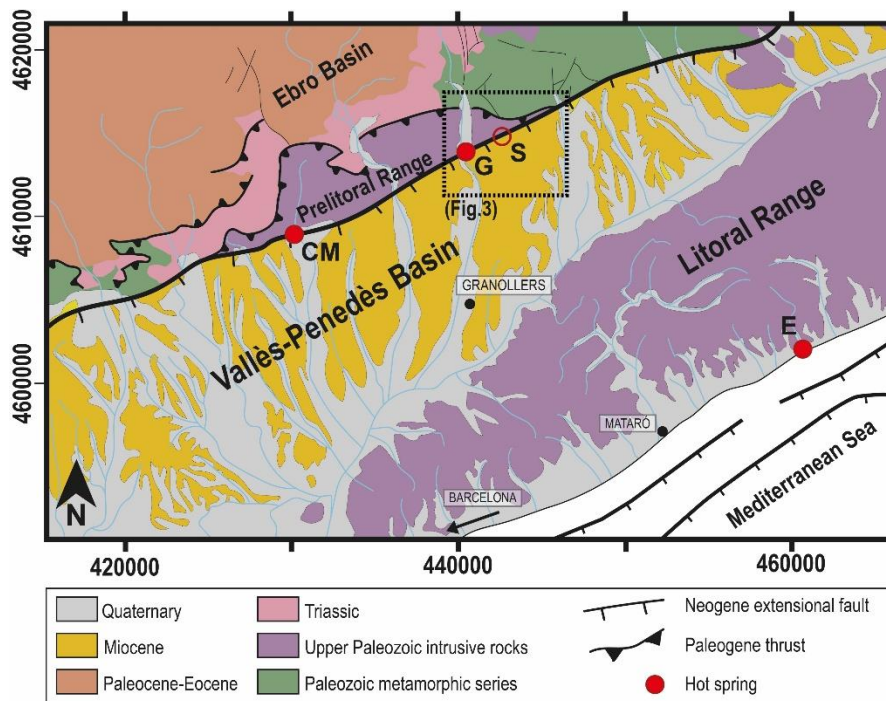 4620000
4610000
4600000
Ebro Basin
Prelitoral Range
G
S
(Fig.3)
CM
Vallès-Penedès Basin
GRANOLLERS
Litoral Range
E
MATARÓ
BARCELONA
Mediterranean Sea
N
420000
440000
460000
Quaternary
Triassic
Neogene extensional fault
Miocene
Upper Paleozoic intrusive rocks
Paleogene thrust
Paleocene-Eocene
Paleozoic metamorphic series
Hot spring